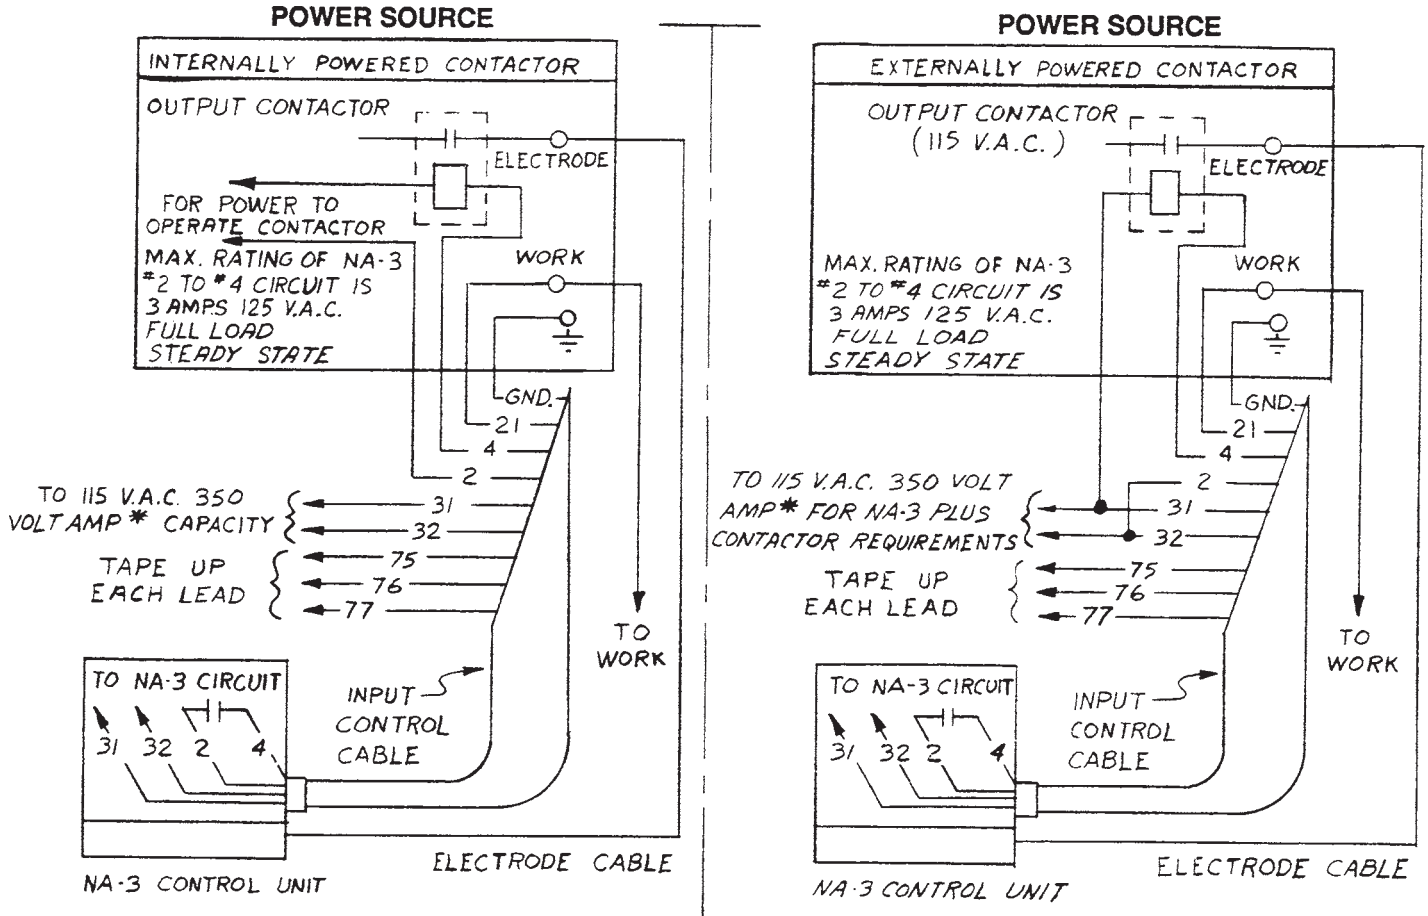 POWER SOURCE
INTERNALLY POWERED CONTACTOR
OUTPUT CONTACTOR
ELECTRODE
FOR POWER TO
OPERATE CONTACTOR
MAX. RATING OF NA-3
#2 TO #4 CIRCUIT IS
3 AMPS 125 V.A.C.
FULL LOAD
STEADY STATE
WORK
GND.
21
4
2
31
32
75
76
77
TO 115 V.A.C. 350
VOLT AMP * CAPACITY
TAPE UP
EACH LEAD
TO
WORK
TO NA-3 CIRCUIT
31 32 2 4
INPUT
CONTROL
CABLE
ELECTRODE CABLE
NA-3 CONTROL UNIT
POWER SOURCE
EXTERNALLY POWERED CONTACTOR
OUTPUT CONTACTOR
(115 V.A.C.)
ELECTRODE
MAX. RATING OF NA-3
#2 TO #4 CIRCUIT IS
3 AMPS 125 V.A.C.
FULL LOAD
STEADY STATE
WORK
GND.
21
4
2
31
32
75
76
77
TO 115 V.A.C. 350 VOLT
AMP * FOR NA-3 PLUS
CONTACTOR REQUIREMENTS
TAPE UP
EACH LEAD
TO
WORK
TO NA-3 CIRCUIT
31 32 2 4
INPUT
CONTROL
CABLE
ELECTRODE CABLE
NA-3 CONTROL UNIT